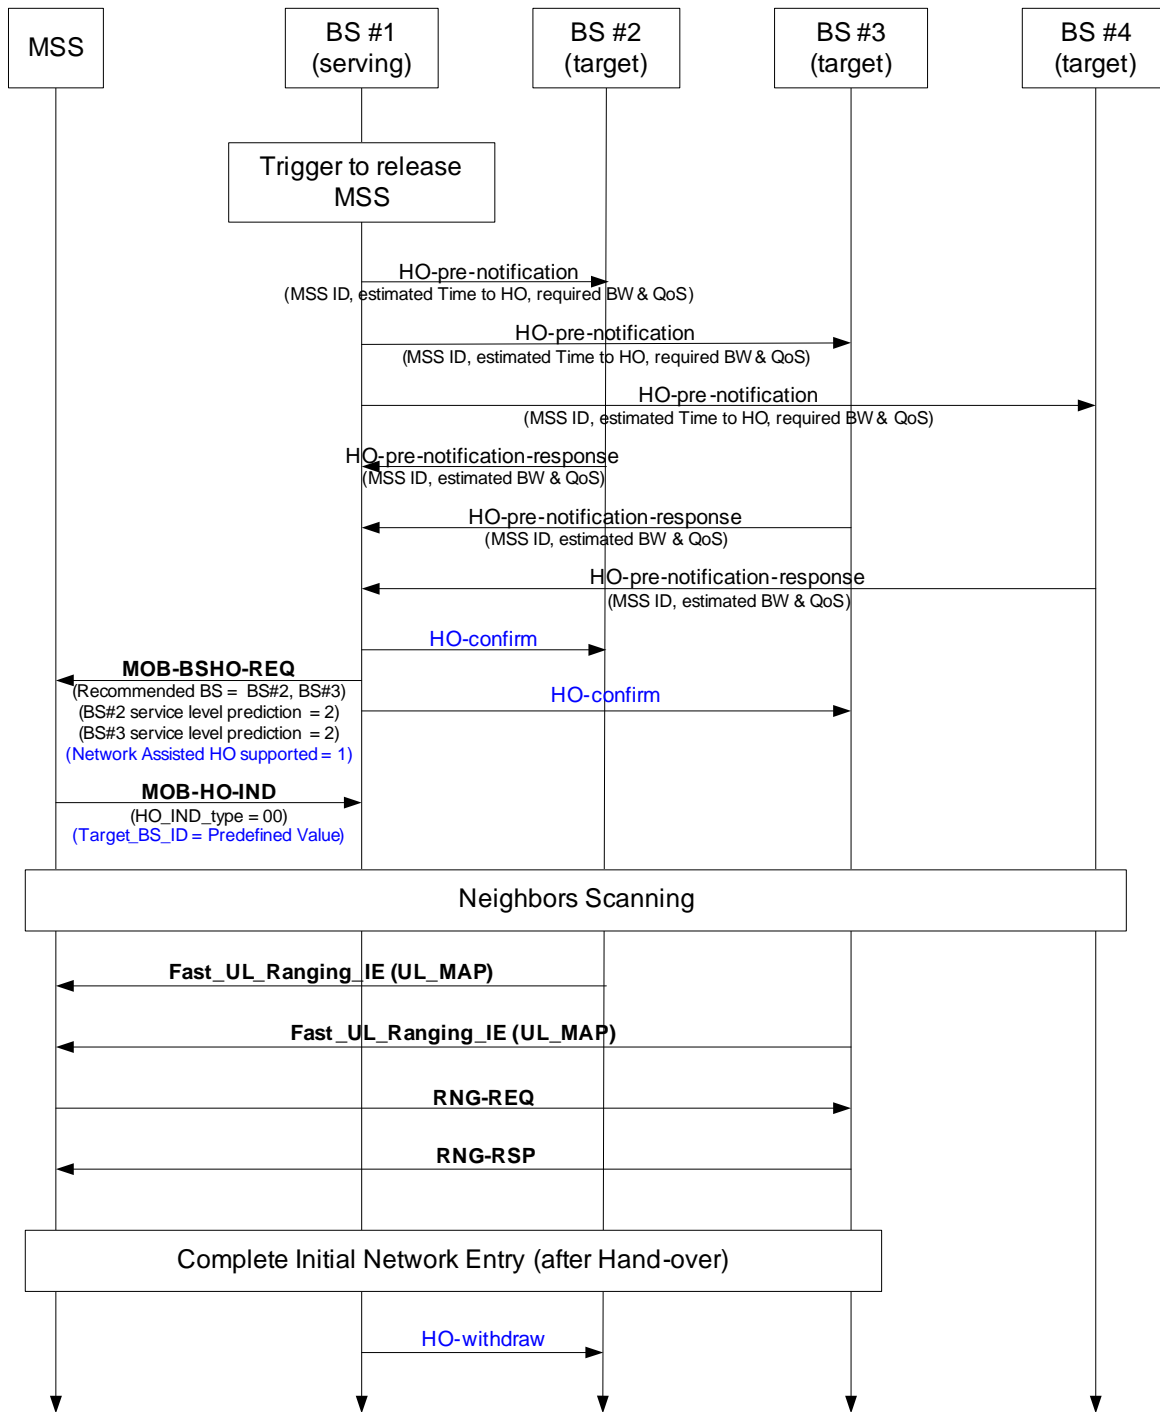 MSS
BS #1
(serving)
BS #2
(target)
BS #3
(target)
BS #4
(target)
Trigger to release
MSS
HO-pre-notification
(MSS ID, estimated Time to HO, required BW & QoS)
HO-pre-notification
(MSS ID, estimated Time to HO, required BW & QoS)
HO-pre-notification
(MSS ID, estimated Time to HO, required BW & QoS)
HO-pre-notification-response
(MSS ID, estimated BW & QoS)
HO-pre-notification-response
(MSS ID, estimated BW & QoS)
HO-pre-notification-response
(MSS ID, estimated BW & QoS)
HO-confirm
MOB-BSHO-REQ
(Recommended BS = BS#2, BS#3)
(BS#2 service level prediction = 2)
(BS#3 service level prediction = 2)
(Network Assisted HO supported = 1)
HO-confirm
MOB-HO-IND
(HO_IND_type = 00)
(Target_BS_ID = Predefined Value)
Neighbors Scanning
Fast_UL_Ranging_IE (UL_MAP)
Fast_UL_Ranging_IE (UL_MAP)
RNG-REQ
RNG-RSP
Complete Initial Network Entry (after Hand-over)
HO-withdraw